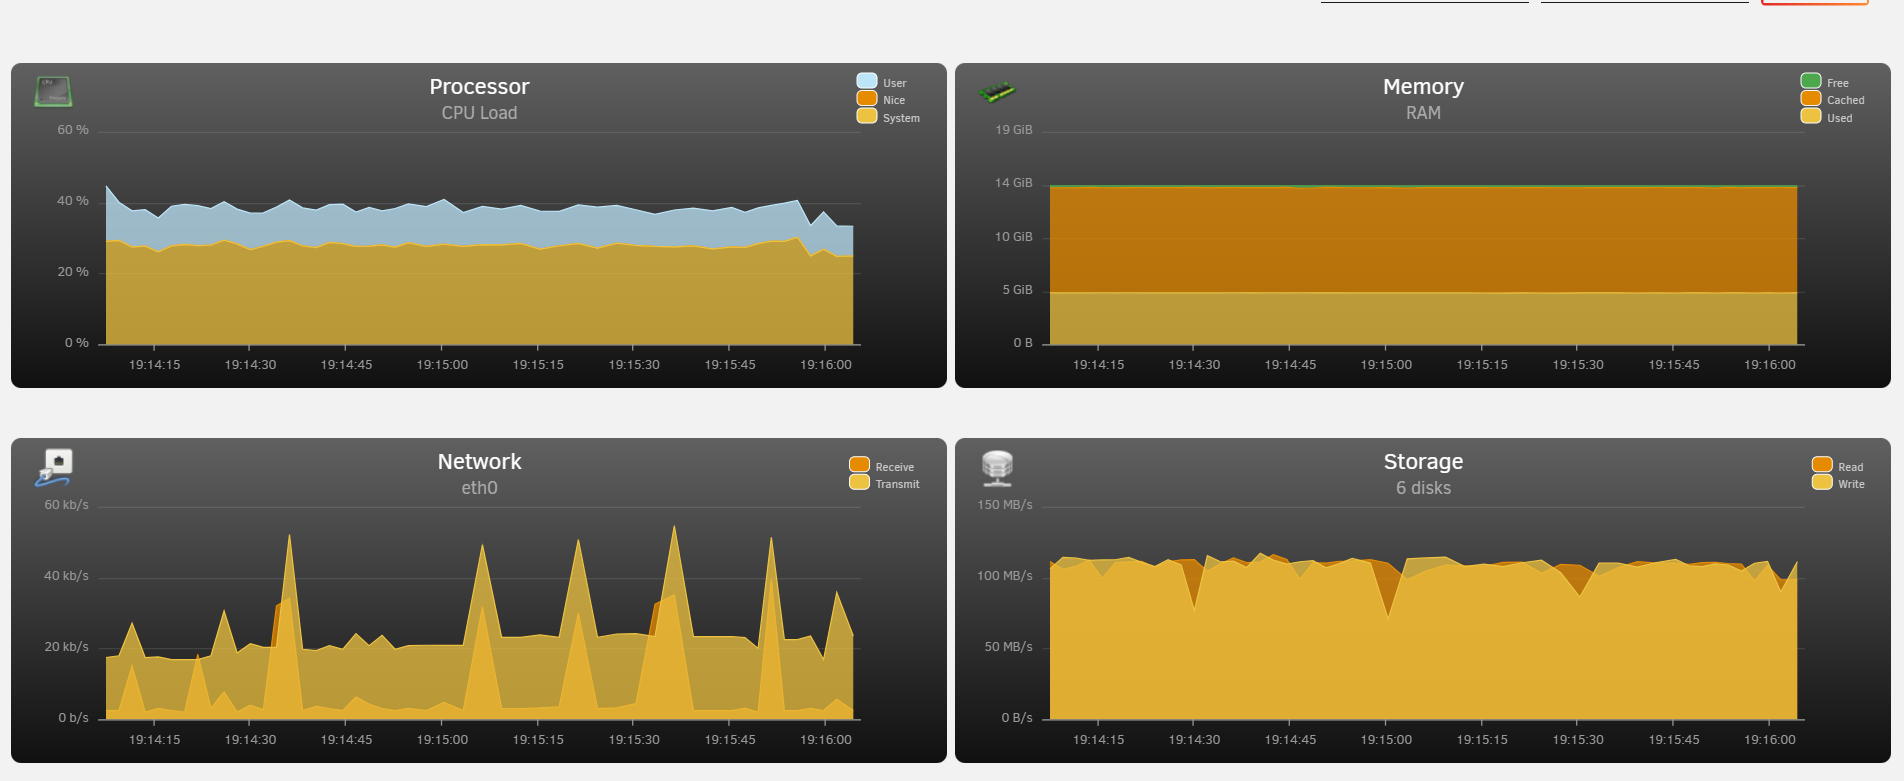 Processor
CPU Load
User
Nice
System
60 %
40 %
20 %
0 %
19:14:15 19:14:30 19:14:45 19:15:00 19:15:15 19:15:30 19:15:45 19:16:00
Memory
RAM
Free
Cached
Used
19 GiB
14 GiB
10 GiB
5 GiB
0 B
19:14:15 19:14:30 19:14:45 19:15:00 19:15:15 19:15:30 19:15:45 19:16:00
Network
eth0
Receive
Transmit
60 kb/s
40 kb/s
20 kb/s
0 b/s
19:14:15 19:14:30 19:14:45 19:15:00 19:15:15 19:15:30 19:15:45 19:16:00
Storage
6 disks
Read
Write
150 MB/s
100 MB/s
50 MB/s
0 B/s
19:14:15 19:14:30 19:14:45 19:15:00 19:15:15 19:15:30 19:15:45 19:16:00